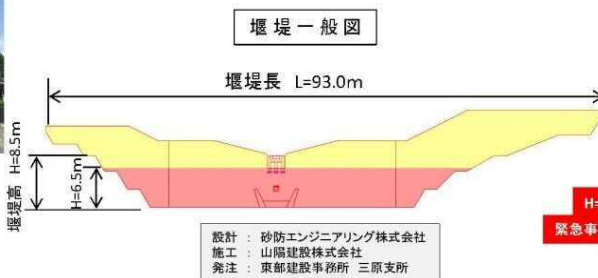 堰堤一般図
堰堤長 L=93.0m
堰堤高 H=8.5m
H=6.5m
H=
緊急事
設計 : 砂防エンジニアリング株式会社
施工 : 山陽建設株式会社
発注 : 東部建設事務所 三原支所